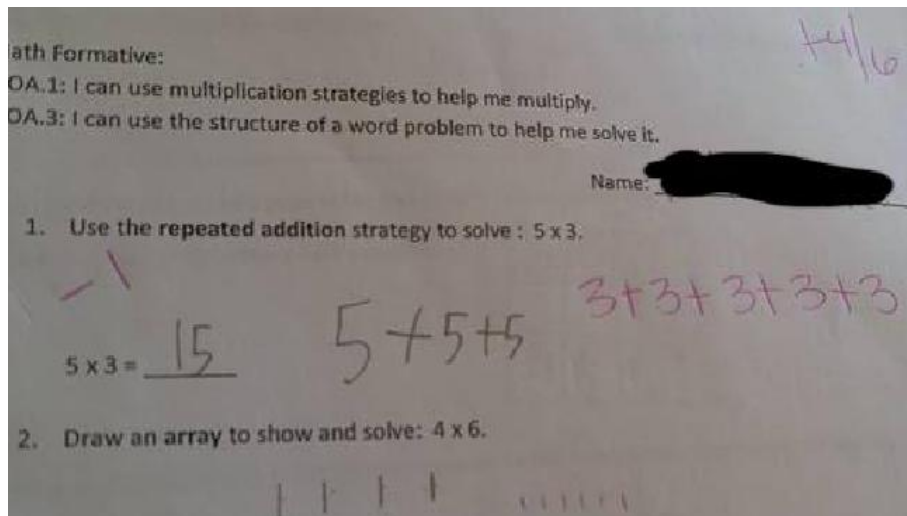 +4/6
ath Formative:
OA.1: I can use multiplication strategies to help me multiply.
OA.3: I can use the structure of a word problem to help me solve it.
Name:
1. Use the repeated addition strategy to solve : 5 x 3.
-1
3+3+3+3+3
5 x 3 = 15 5+5+5
2. Draw an array to show and solve: 4 x 6.